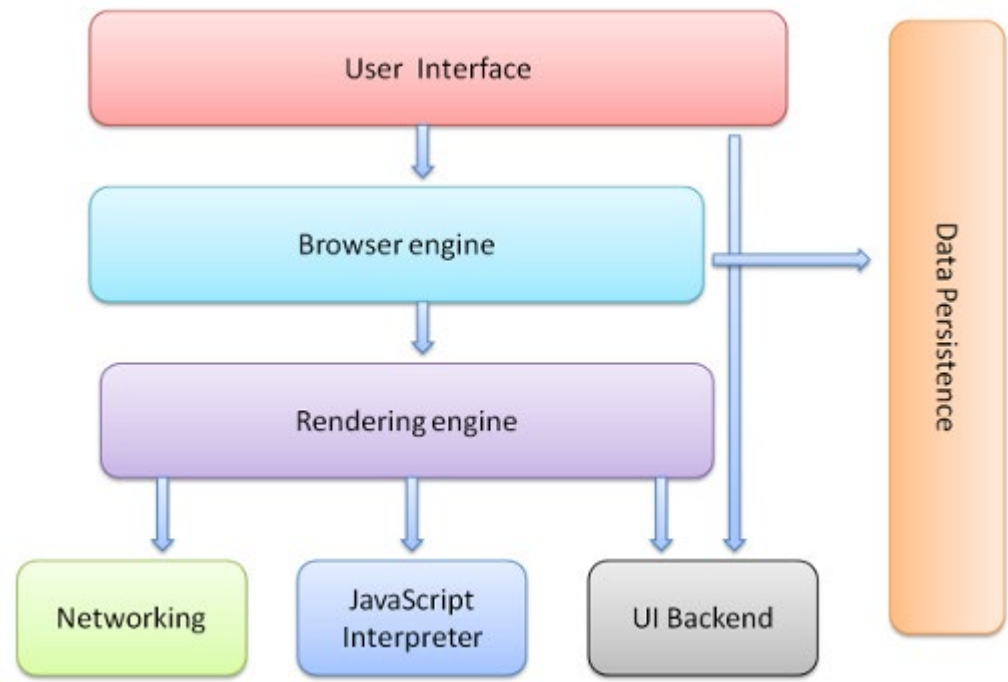 User Interface
Browser engine
Data Persistence
Rendering engine
Networking
JavaScript
Interpreter
UI Backend